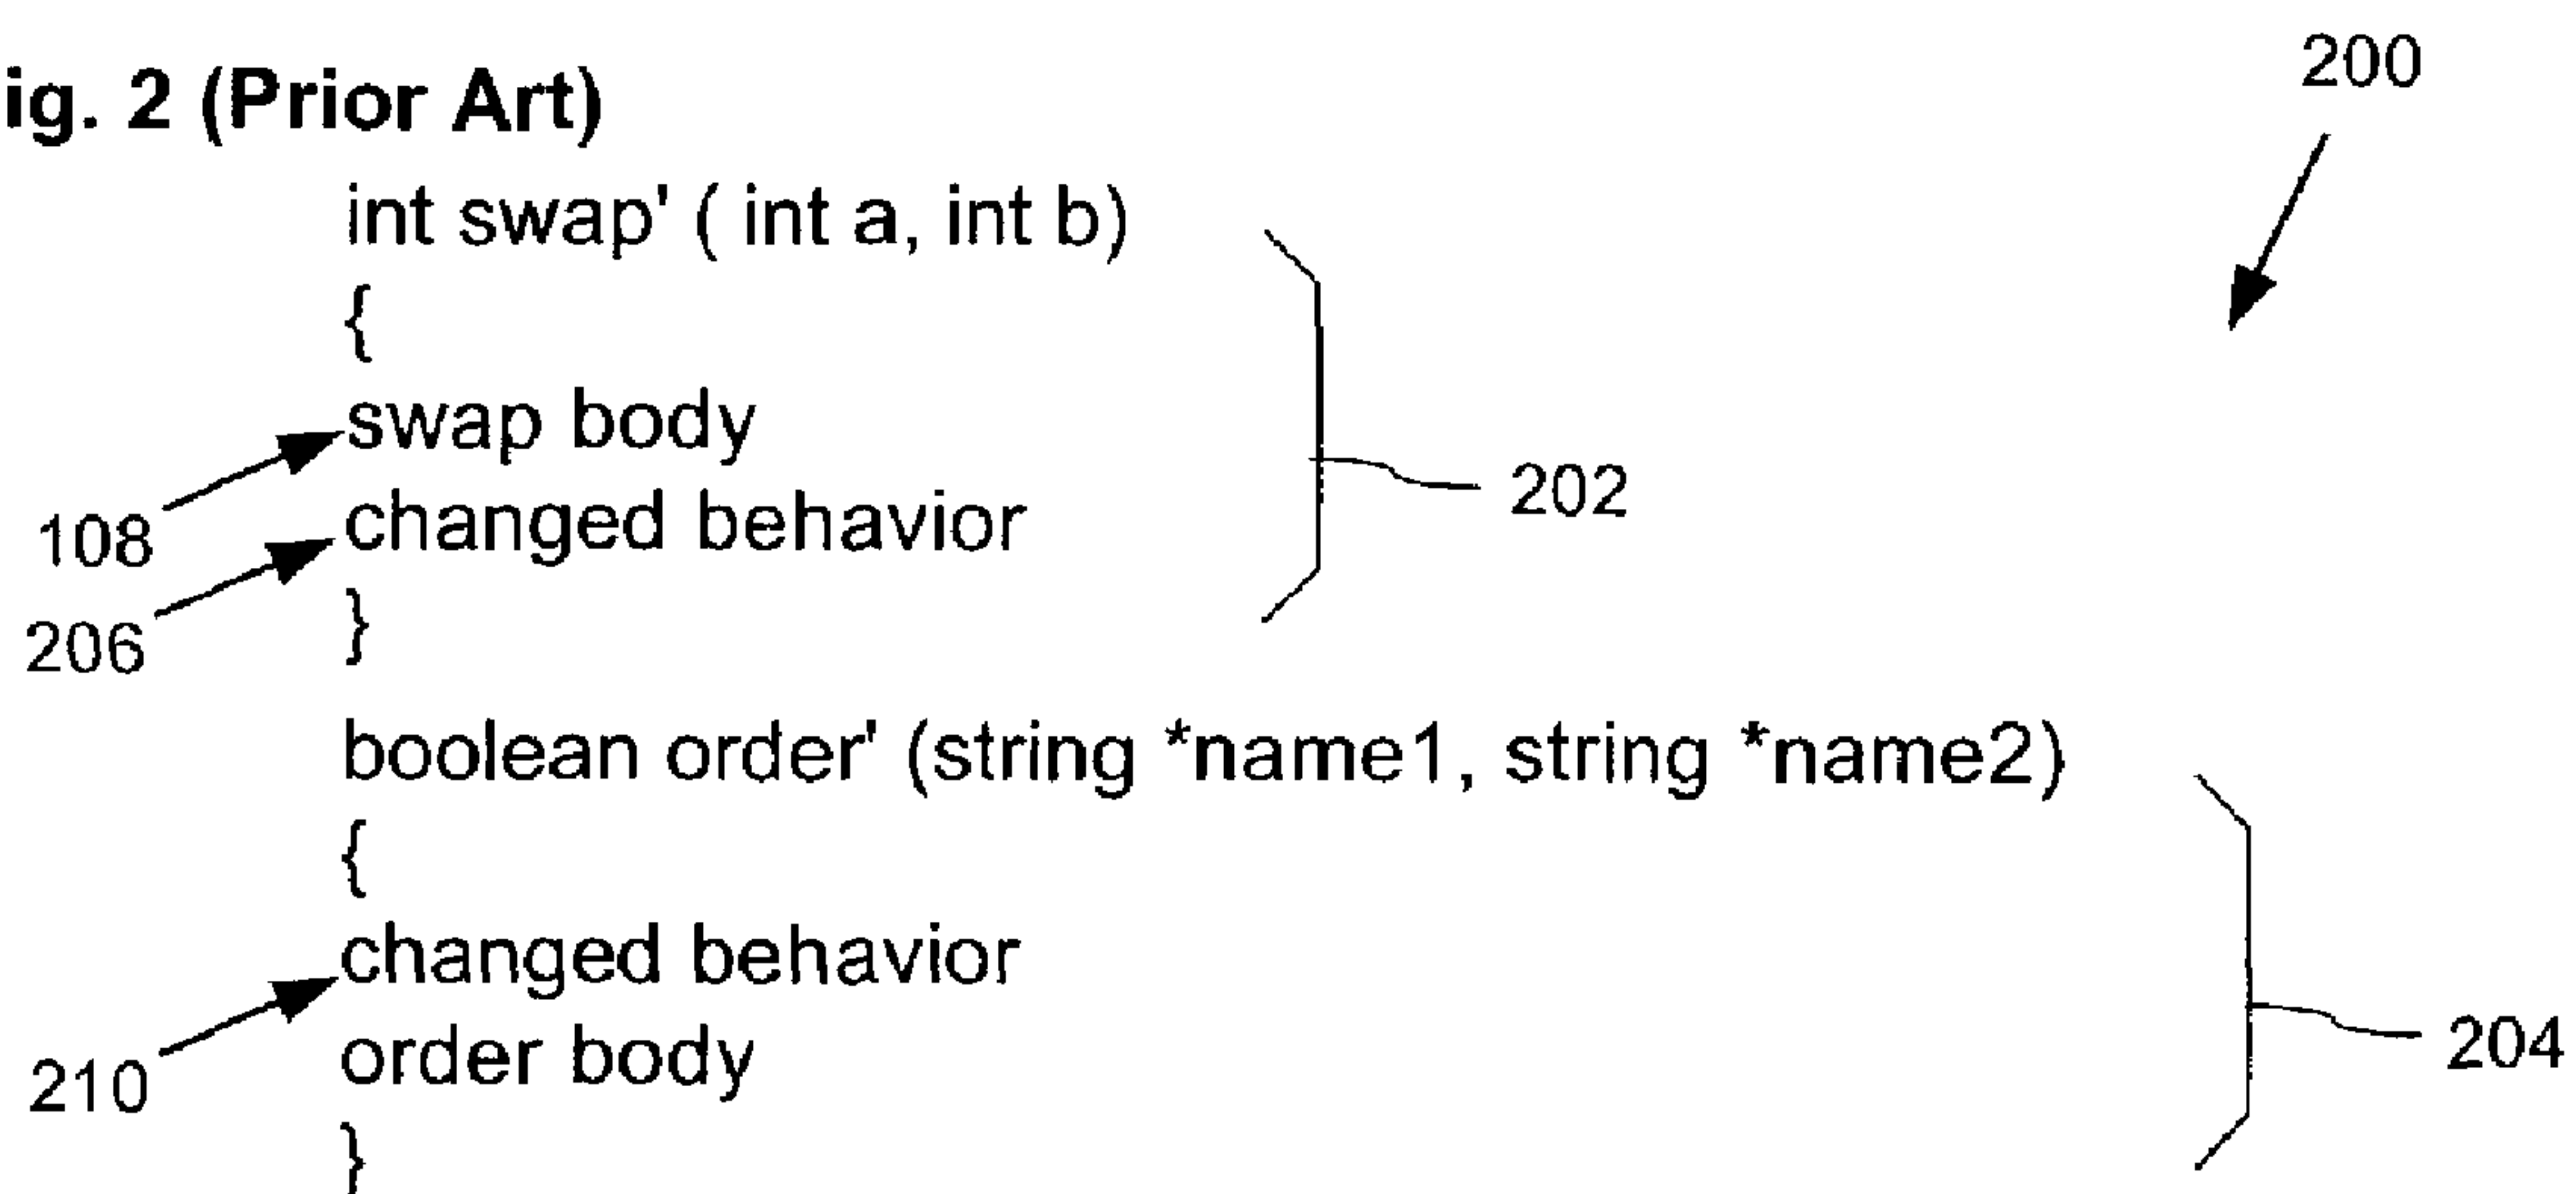 ig. 2 (Prior Art)
200
int swap' ( int a, int b)
{
swap body
108
changed behavior
202
206
}
boolean order' (string *name1, string *name2)
{
changed behavior
210
order body
204
}